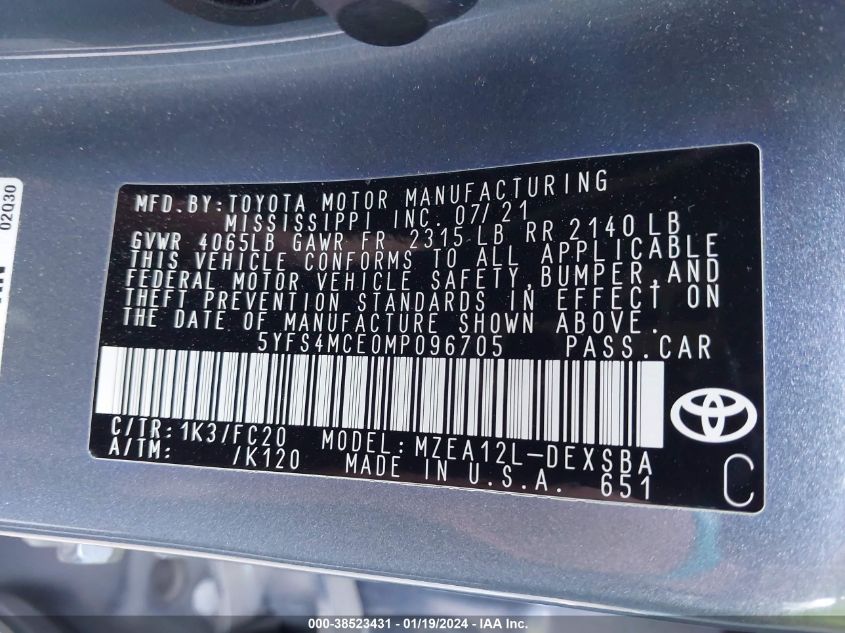 02Q30
MFD.BY:TOYOTA MOTOR MANUFACTURING
MISSISSIPPI INC. 07/21
GVWR 4065LB GAWR FR 2315 LB RR 2140 LB
THIS VEHICLE CONFORMS TO ALL APPLICABLE
FEDERAL MOTOR VEHICLE SAFETY,BUMPER,AND
THEFT PREVENTION STANDARDS IN EFFECT ON
THE DATE OF MANUFACTURE SHOWN ABOVE.
5YFS4MCE0MP096705 PASS.CAR
C/TR: 1K3/FC20 MODEL:MZEA12L-DEXSBA
A/TM: /K120 MADE IN U.S.A. 651
C
000-38523431 - 01/19/2024 - IAA Inc.